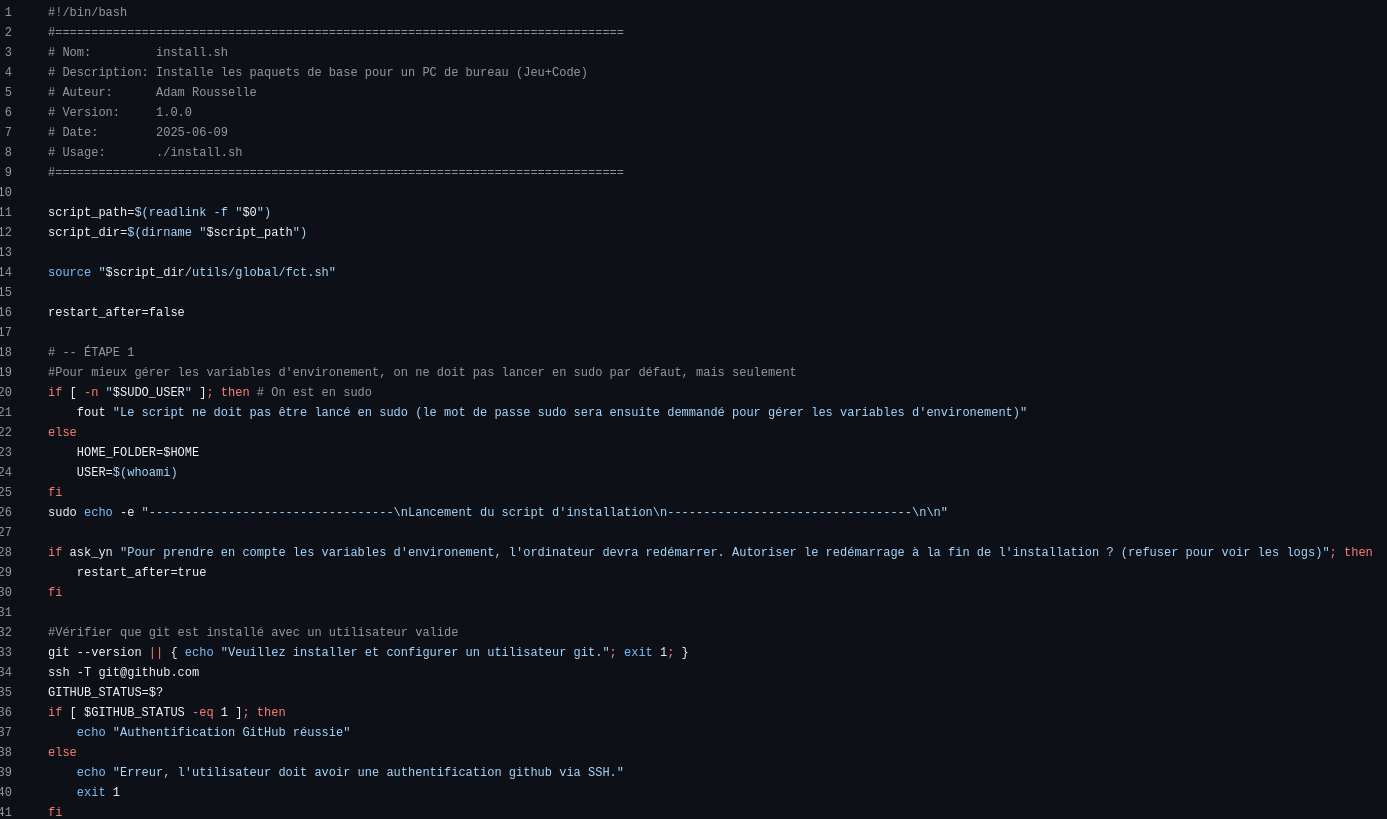 1 #!/bin/bash
2 #===============================================================================
3 # Nom:         install.sh
4 # Description: Installe les paquets de base pour un PC de bureau (Jeu+Code)
5 # Auteur:      Adam Rousselle
6 # Version:     1.0.0
7 # Date:        2025-06-09
8 # Usage:       ./install.sh
9 #===============================================================================
10
11 script_path=$(readlink -f "$0")
12 script_dir=$(dirname "$script_path")
13
14 source "$script_dir/utils/global/fct.sh"
15
16 restart_after=false
17
18 # -- ÉTAPE 1
19 #Pour mieux gérer les variables d'environement, on ne doit pas lancer en sudo par défaut, mais seulement
20 if [ -n "$SUDO_USER" ]; then # On est en sudo
21     fout "Le script ne doit pas être lancé en sudo (le mot de passe sudo sera ensuite demmandé pour gérer les variables d'environement)"
22 else
23     HOME_FOLDER=$HOME
24     USER=$(whoami)
25 fi
26 sudo echo -e "----------------------------------\nLancement du script d'installation\n----------------------------------\n\n"
27
28 if ask_yn "Pour prendre en compte les variables d'environement, l'ordinateur devra redémarrer. Autoriser le redémarrage à la fin de l'installation ? (refuser pour voir les logs)"; then
29     restart_after=true
30 fi
31
32 #Vérifier que git est installé avec un utilisateur valide
33 git --version || { echo "Veuillez installer et configurer un utilisateur git."; exit 1; }
34 ssh -T git@github.com
35 GITHUB_STATUS=$?
36 if [ $GITHUB_STATUS -eq 1 ]; then
37     echo "Authentification GitHub réussie"
38 else
39     echo "Erreur, l'utilisateur doit avoir une authentification github via SSH."
40     exit 1
41 fi